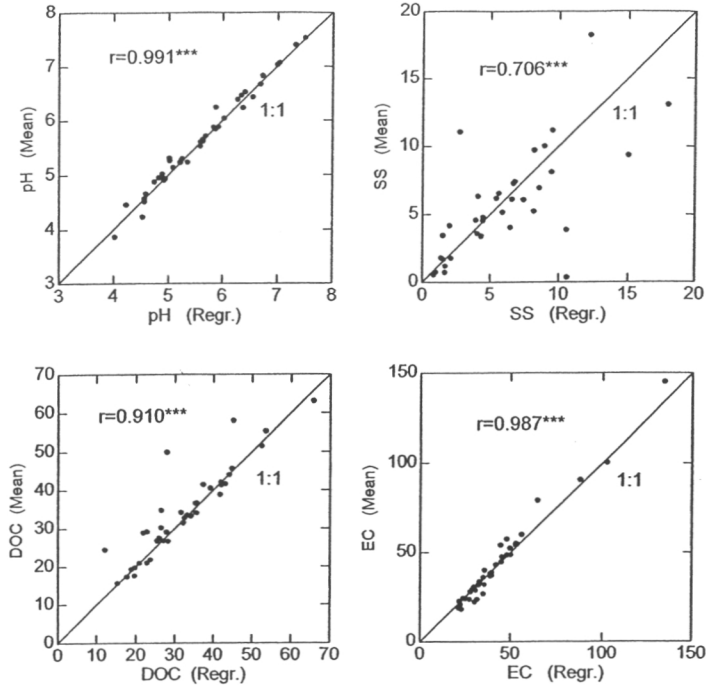 8
7
6
5
4
3
pH (Mean)
r=0.991***
1:1
3 4 5 6 7 8
pH (Regr.)
20
15
10
5
0
SS (Mean)
r=0.706***
1:1
0 5 10 15 20
SS (Regr.)
70
60
50
40
30
20
10
0
DOC (Mean)
r=0.910***
1:1
0 10 20 30 40 50 60 70
DOC (Regr.)
150
100
50
0
EC (Mean)
r=0.987***
1:1
0 50 100 150
EC (Regr.)